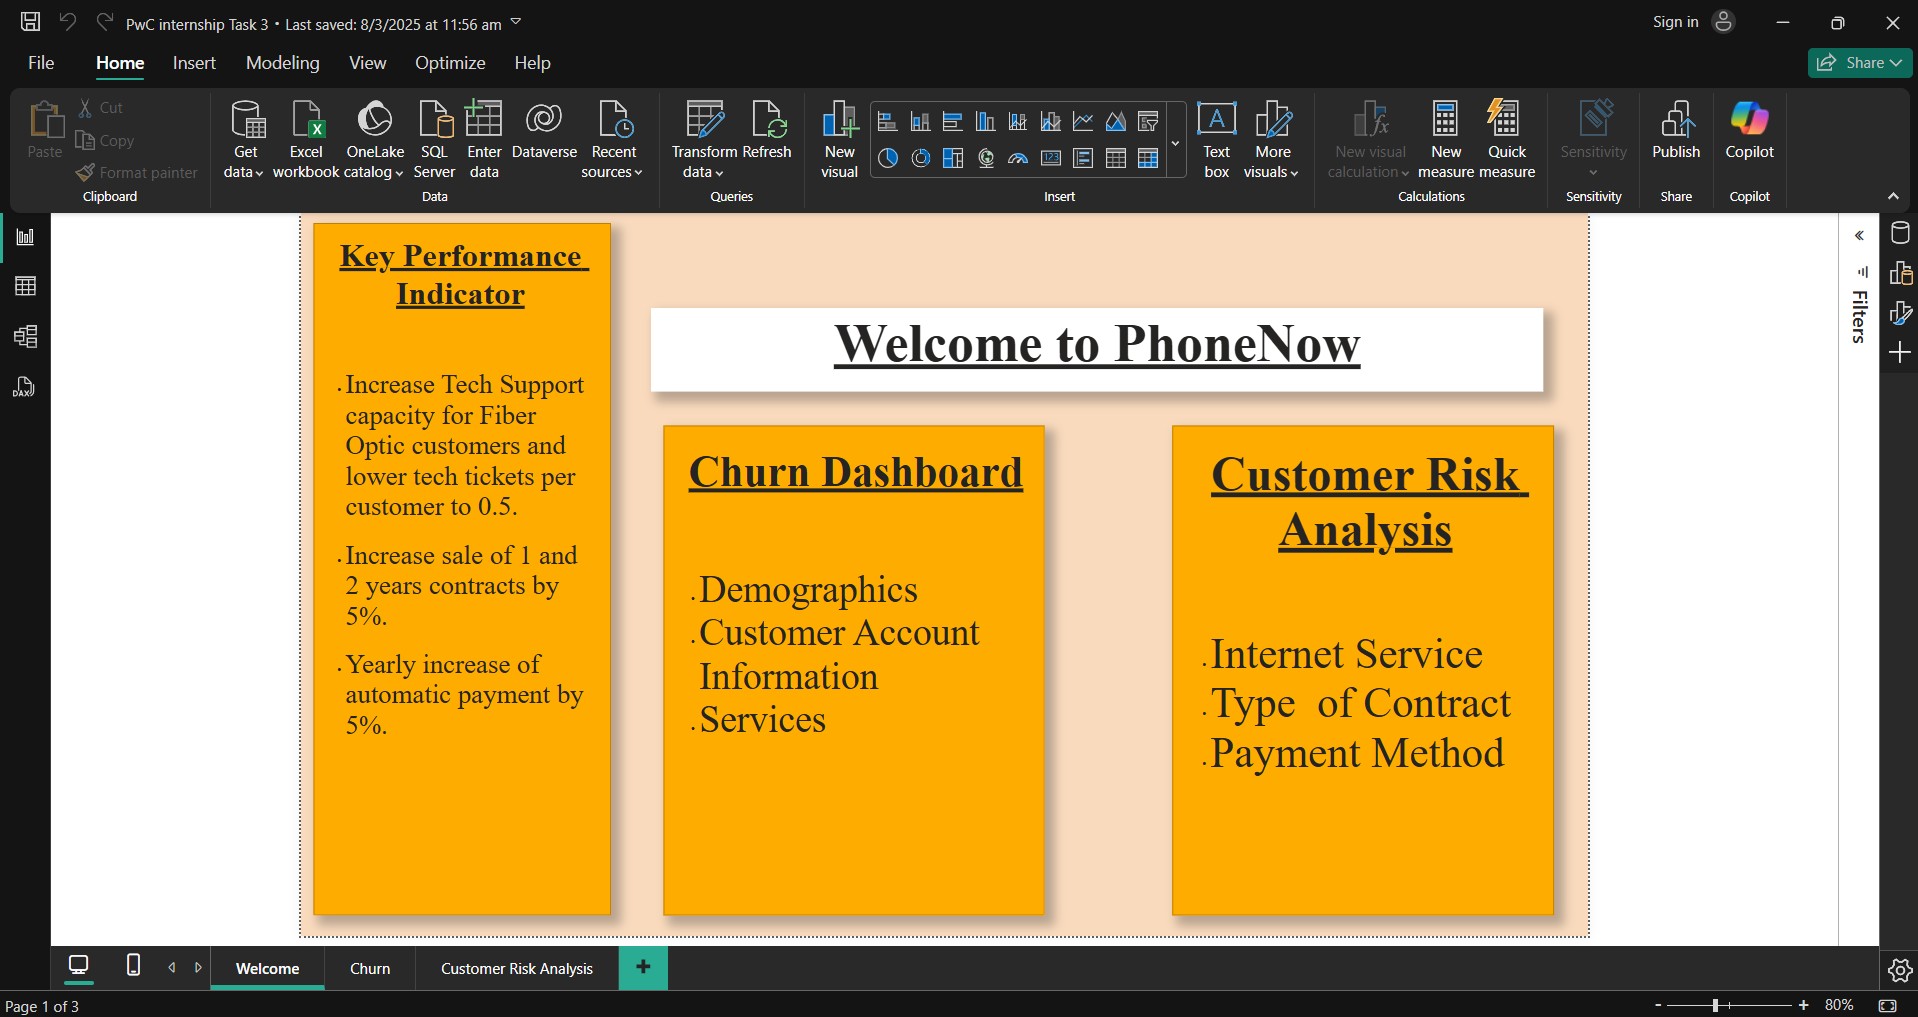 PwC internship Task 3 • Last saved: 8/3/2025 at 11:56 am
Sign in
File Home Insert Modeling View Optimize Help
Share
Paste
Cut
Copy
Format painter
Clipboard
Get data
Excel workbook
OneLake catalog
SQL Server
Enter data
Dataverse
Recent sources
Data
Transform data
Refresh
Queries
New visual
123
A
Text box
More visuals
Insert
New visual calculation
New measure
Quick measure
Calculations
Sensitivity
Sensitivity
Publish
Share
Copilot
Copilot
DAX
Key Performance
Indicator
.Increase Tech Support
capacity for Fiber
Optic customers and
lower tech tickets per
customer to 0.5.
.Increase sale of 1 and
2 years contracts by
5%.
.Yearly increase of
automatic payment by
5%.
Welcome to PhoneNow
Churn Dashboard
.Demographics
.Customer Account
Information
.Services
Customer Risk
Analysis
.Internet Service
.Type  of Contract
.Payment Method
Filters
Welcome Churn Customer Risk Analysis +
Page 1 of 3
- + 80%